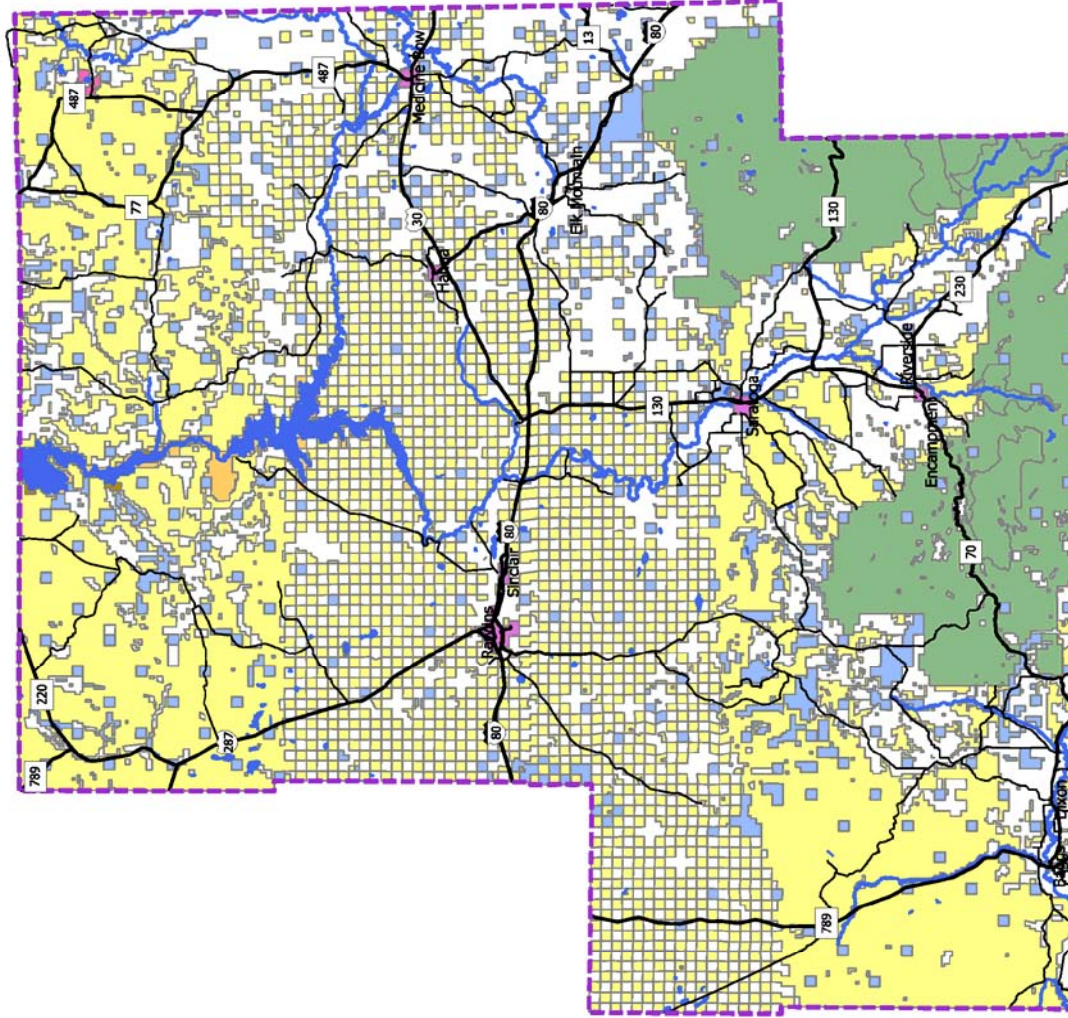 487
13
80
487
Medicine Bow
77
30
Hanna
80
Elk Mountain
130
230
130
Saratoga
Riverside
Encampment
80
Sinclair
Rawlins
70
220
287
80
789
789
Dixon